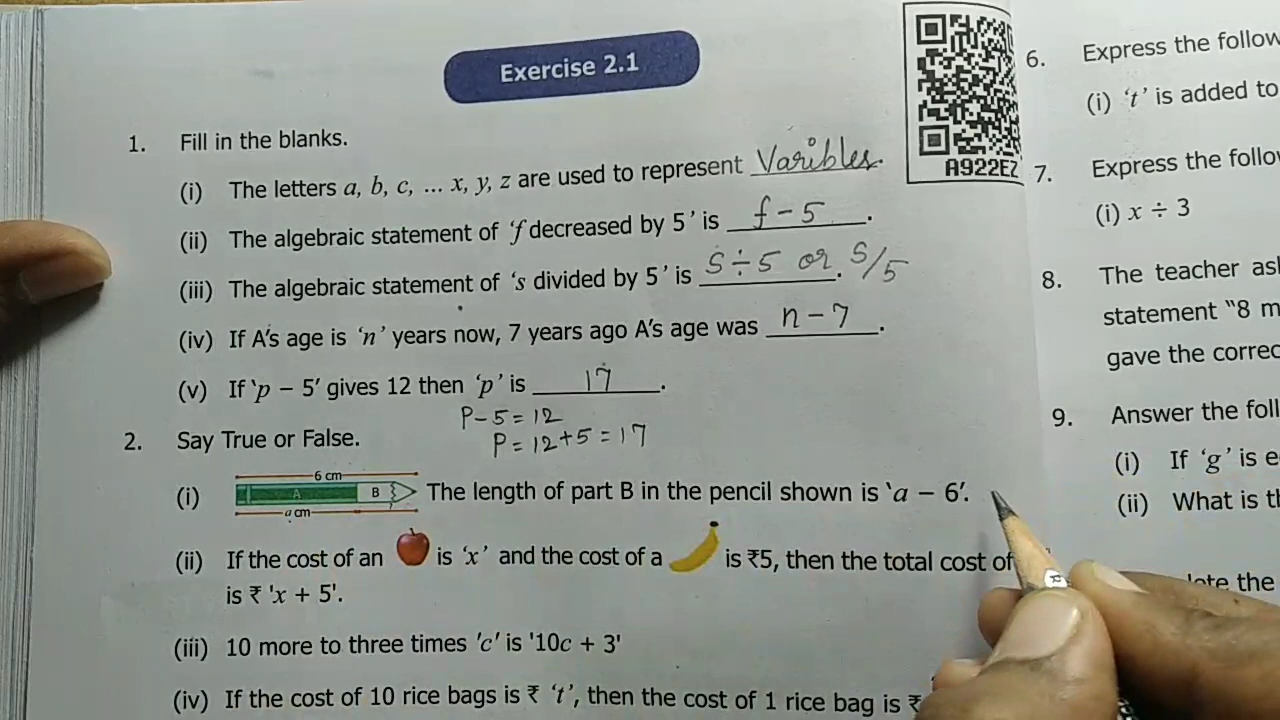 Exercise 2.1
1. Fill in the blanks.
(i) The letters a, b, c, ... x, y, z are used to represent Varibles.
(ii) The algebraic statement of ‘f decreased by 5’ is f - 5.
(iii) The algebraic statement of ‘s divided by 5’ is S÷5 or S/5.
(iv) If A’s age is ‘n’ years now, 7 years ago A’s age was n - 7.
(v) If ‘p – 5’ gives 12 then ‘p’ is 17.
P-5=12
P=12+5=17
2. Say True or False.
(i) 6 cm A B a cm The length of part B in the pencil shown is ‘a – 6’.
(ii) If the cost of an is ‘x’ and the cost of a is ₹5, then the total cost of
is ₹ 'x + 5'.
(iii) 10 more to three times 'c' is '10c + 3'
(iv) If the cost of 10 rice bags is ₹ ‘t’, then the cost of 1 rice bag is ₹
A922EZ
6. Express the follow
(i) ‘t’ is added to
7. Express the follo
(i) x ÷ 3
8. The teacher as
statement “8 m
gave the correc
9. Answer the foll
(i) If ‘g’ is e
(ii) What is t
the